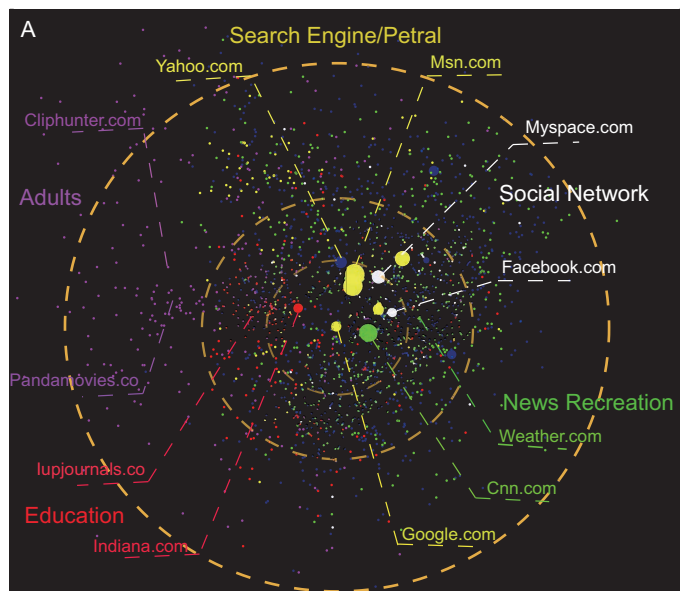 A
Search Engine/Petral
Yahoo.com
Msn.com
Cliphunter.com
Myspace.com
Adults
Social Network
Facebook.com
Pandamovies.co
News Recreation
Weather.com
Iupjournals.co
Cnn.com
Education
Indiana.com
Google.com